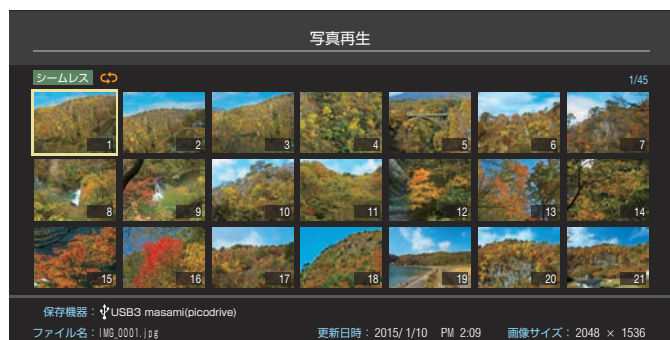 写真再生
シームレス 1/45
1 2 3 4 5 6 7
8 9 10 11 12 13 14
15 16 17 18 19 20 21
保存機器：USB3 masami(picodrive)
ファイル名：IMG_0001.jpg 更新日時：2015/ 1/10 PM 2:09 画像サイズ：2048 × 1536